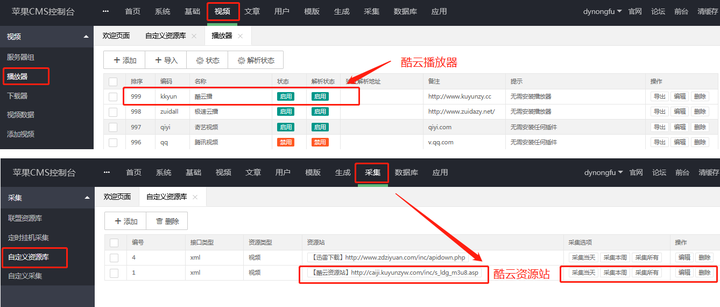 苹果CMS控制台 ••• 首页 系统 基础 视频 文章 用户 模版 生成 采集 数据库 应用 dynongfu 官网 论坛 前台 清缓存
视频 欢迎页面 自定义资源库 × 播放器 ×
服务器组
播放器
下载器
视频数据
添加视频
+ 添加 + 导入 状态 解析状态
酷云播放器
排序 编码 名称 状态 解析状态 解析地址 备注 提示 操作
999 kkyun 酷云猫 启用 启用 http://www.kuyunzy.cc 无需安装播放器 导出 编辑 删除
998 zuidall 极速云猫 启用 启用 http://www.zuidazy.net/ 无需安装播放器 导出 编辑 删除
997 qiyi 奇艺视频 启用 启用 qiyi.com 无需安装任何插件 导出 编辑 删除
996 qq 腾讯视频 禁用 禁用 v.qq.com 无需安装任何插件 导出 编辑 删除
苹果CMS控制台 ••• 首页 系统 基础 视频 文章 用户 模版 生成 采集 数据库 应用 dynongfu 官网 论坛 前台 清缓存
采集 欢迎页面 自定义资源库 ×
联盟资源库
定时挂机采集
自定义资源库
自定义采集
+ 添加 删除
编号 接口类型 资源类型 资源站 采集选项 操作
4 xml 视频 【迅雷下载】http://www.zdziyuan.com/inc/apidown.php 采集当天 采集本周 采集所有 编辑 删除
1 xml 视频 【酷云资源站】http://caiji.kuyunzyw.com/inc/s_ldg_m3u8.asp 采集当天 采集本周 采集所有 编辑 删除
酷云资源站